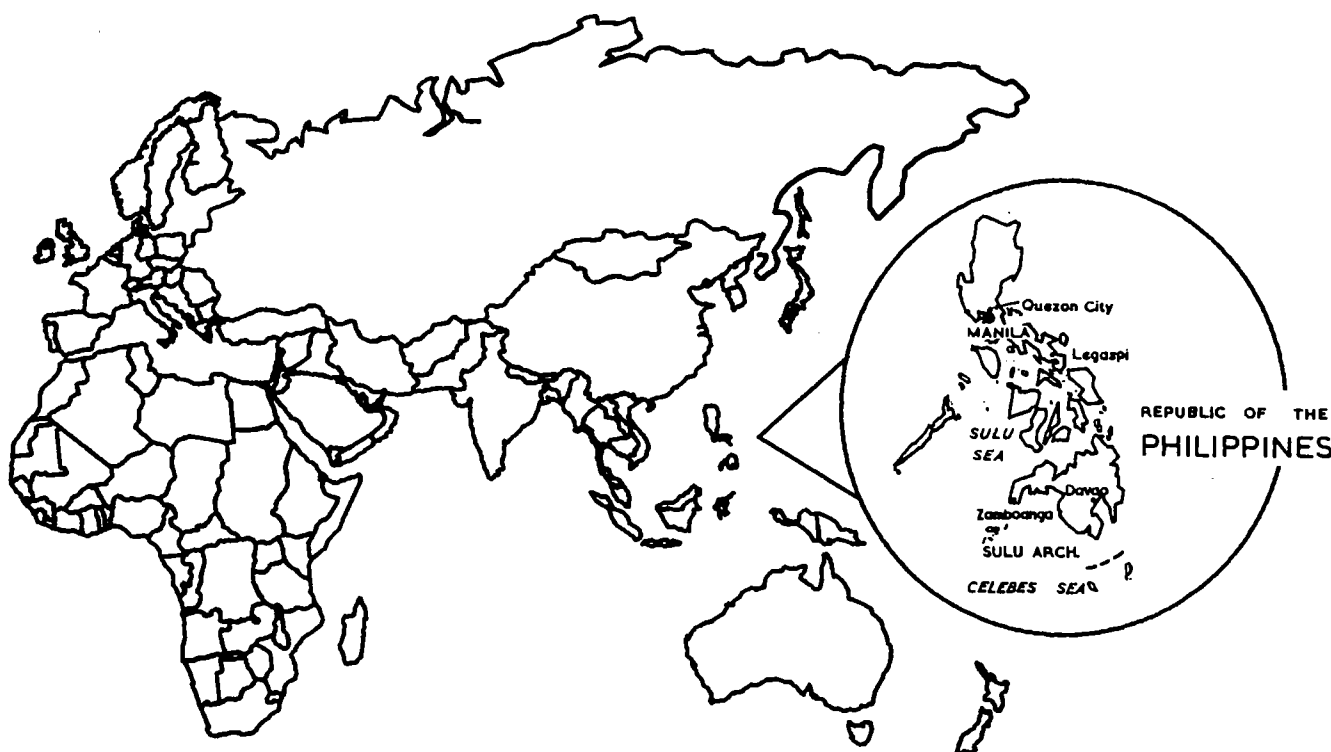 Quezon City
MANILA
Legaspi
REPUBLIC OF THE
PHILIPPINES
SULU
SEA
Davao
Zamboanga
SULU ARCH.
CELEBES SEA